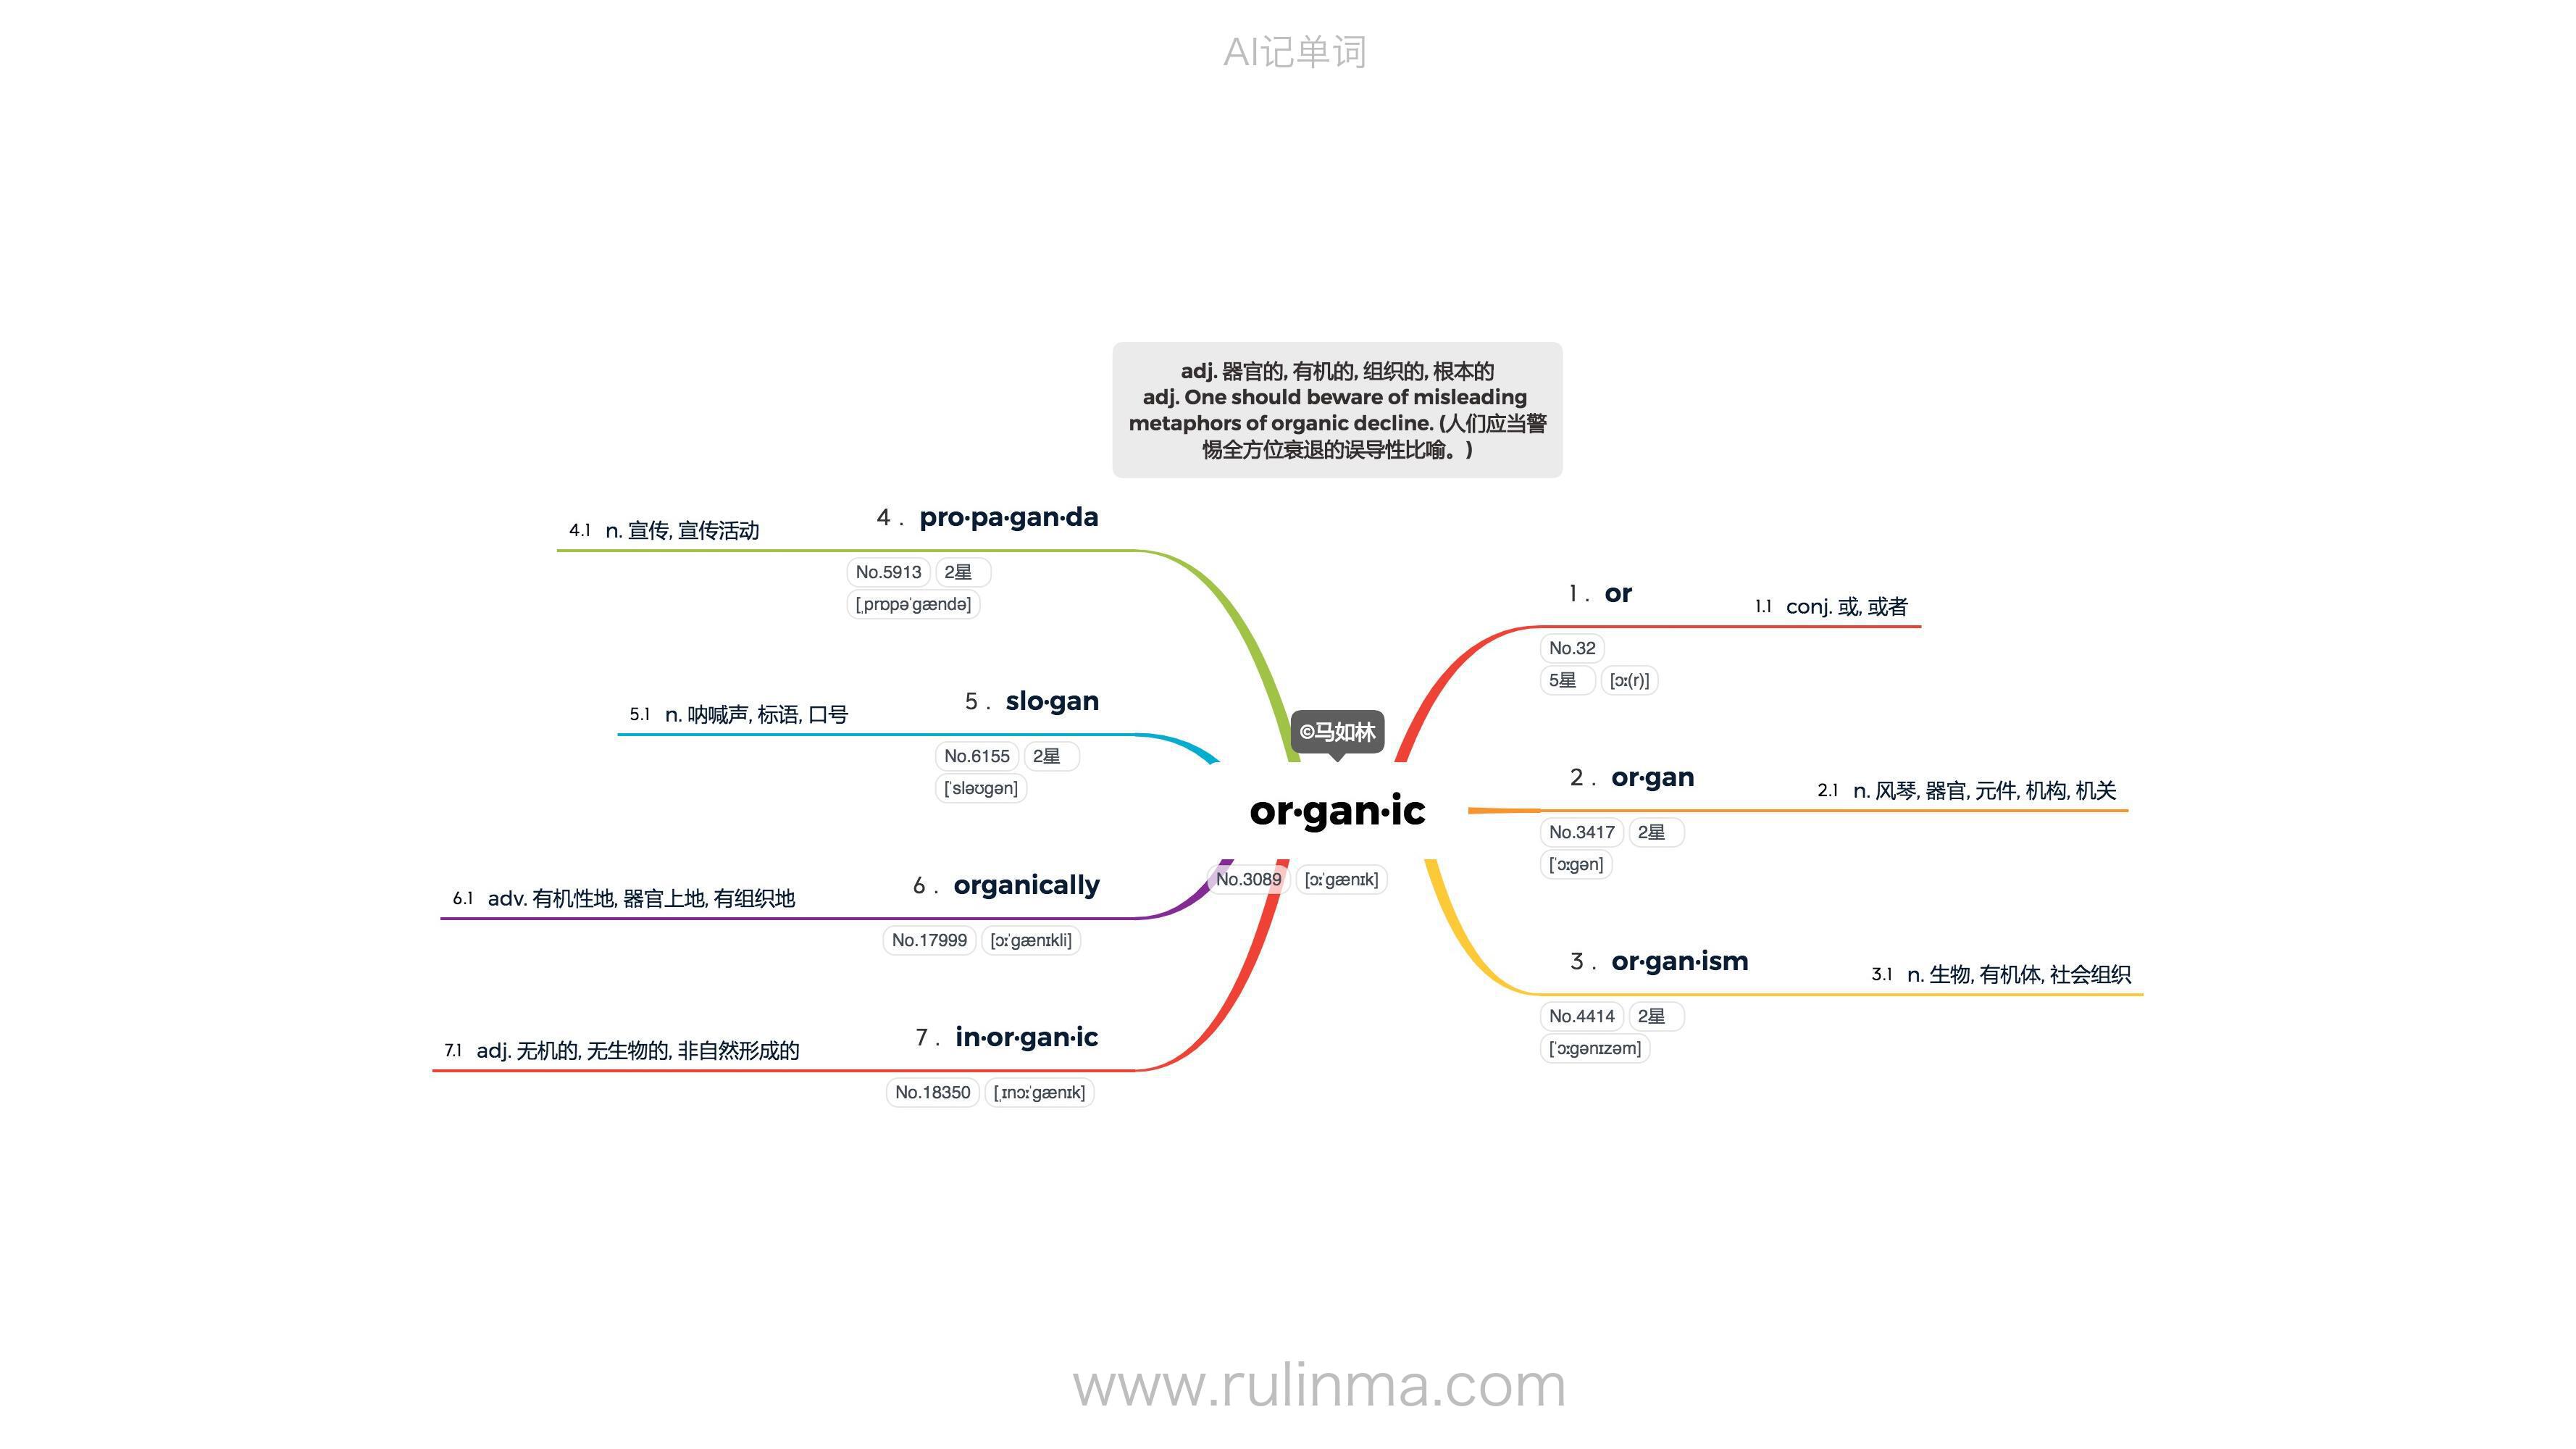 AI记单词
adj. 器官的, 有机的, 组织的, 根本的
adj. One should beware of misleading
metaphors of organic decline. (人们应当警
惕全方位衰退的误导性比喻。)
©马如林
or·gan·ic
No.3089 [ɔːˈɡænɪk]
1 . or
1.1 conj. 或, 或者
No.32
5星 [ɔː(r)]
2 . or·gan
2.1 n. 风琴, 器官, 元件, 机构, 机关
No.3417 2星
[ˈɔːɡən]
3 . or·gan·ism
3.1 n. 生物, 有机体, 社会组织
No.4414 2星
[ˈɔːɡənɪzəm]
4 . pro·pa·gan·da
4.1 n. 宣传, 宣传活动
No.5913 2星
[ˌprɒpəˈɡændə]
5 . slo·gan
5.1 n. 呐喊声, 标语, 口号
No.6155 2星
[ˈsləʊɡən]
6 . organically
6.1 adv. 有机性地, 器官上地, 有组织地
No.17999 [ɔːˈɡænɪkli]
7 . in·or·gan·ic
7.1 adj. 无机的, 无生物的, 非自然形成的
No.18350 [ˌɪnɔːˈɡænɪk]
www.rulinma.com